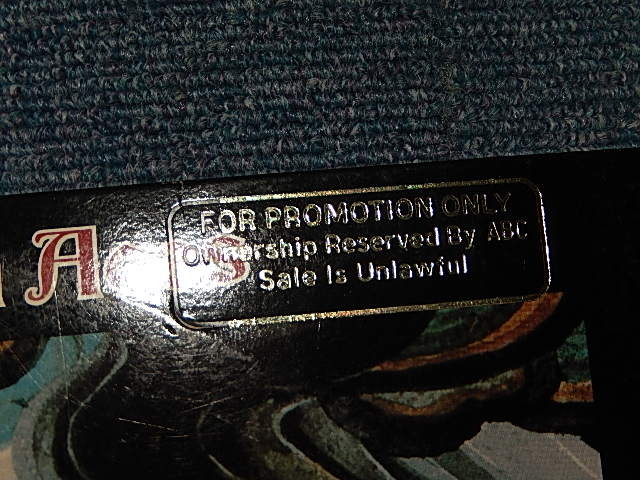 FOR PROMOTION ONLY
Ownership Reserved By ABC
Sale Is Unlawful